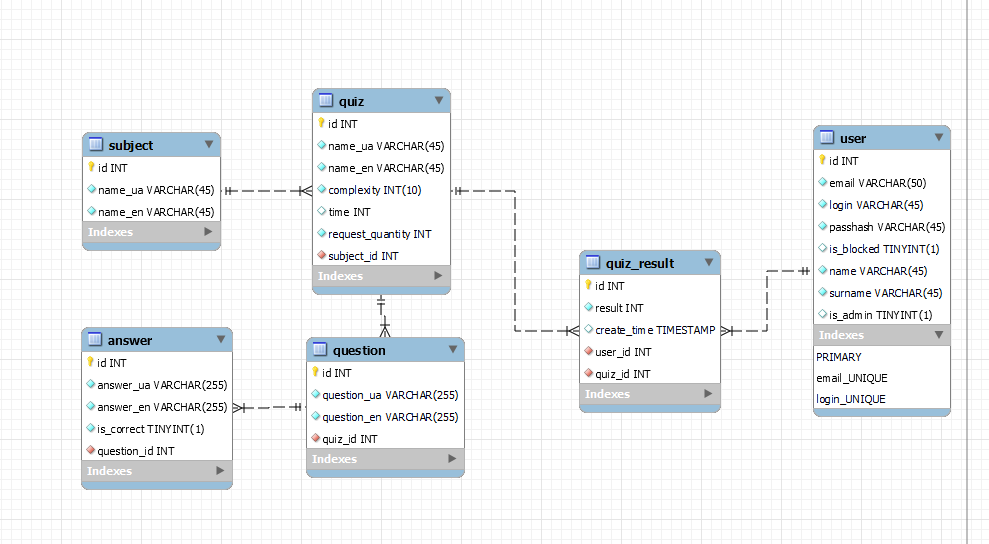 subject
id INT
name_ua VARCHAR(45)
name_en VARCHAR(45)
Indexes
quiz
id INT
name_ua VARCHAR(45)
name_en VARCHAR(45)
complexity INT(10)
time INT
request_quantity INT
subject_id INT
Indexes
answer
id INT
answer_ua VARCHAR(255)
answer_en VARCHAR(255)
is_correct TINYINT(1)
question_id INT
Indexes
question
id INT
question_ua VARCHAR(255)
question_en VARCHAR(255)
quiz_id INT
Indexes
quiz_result
id INT
result INT
create_time TIMESTAMP
user_id INT
quiz_id INT
Indexes
user
id INT
email VARCHAR(50)
login VARCHAR(45)
passhash VARCHAR(45)
is_blocked TINYINT(1)
name VARCHAR(45)
surname VARCHAR(45)
is_admin TINYINT(1)
Indexes
PRIMARY
email_UNIQUE
login_UNIQUE